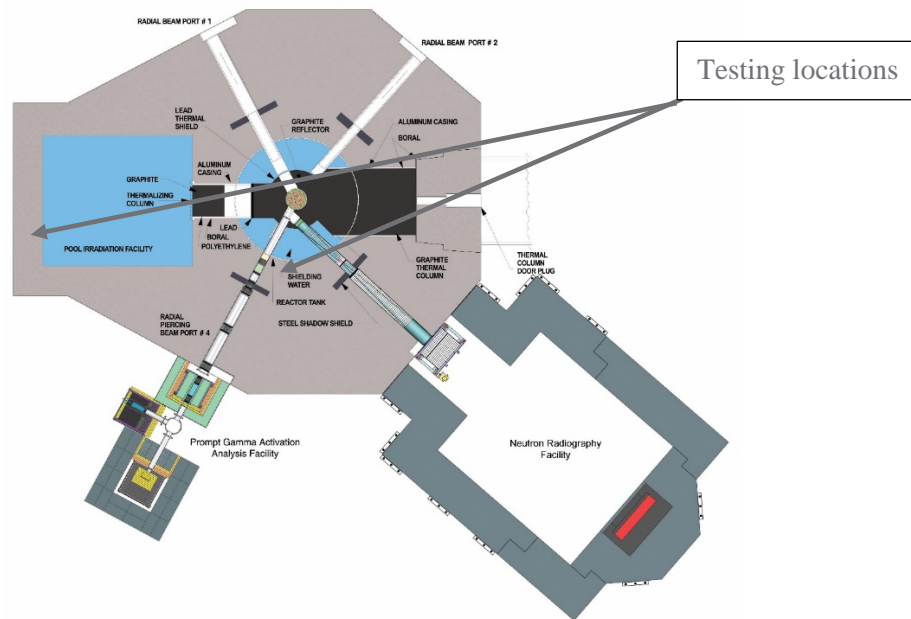 RADIAL BEAM PORT # 1
RADIAL BEAM PORT # 2
Testing locations
LEAD
THERMAL
SHIELD
GRAPHITE
REFLECTOR
ALUMINUM CASING
BORAL
ALUMINUM
CASING
GRAPHITE
THERMALIZING
COLUMN
LEAD
BORAL
POLYETHYLENE
POOL IRRADIATION FACILITY
SHIELDING
WATER
REACTOR TANK
STEEL SHADOW SHIELD
GRAPHITE
THERMAL
COLUMN
THERMAL
COLUMN
DOOR PLUG
RADIAL
PIERCING
BEAM PORT # 4
Prompt Gamma Activation
Analysis Facility
Neutron Radiography
Facility